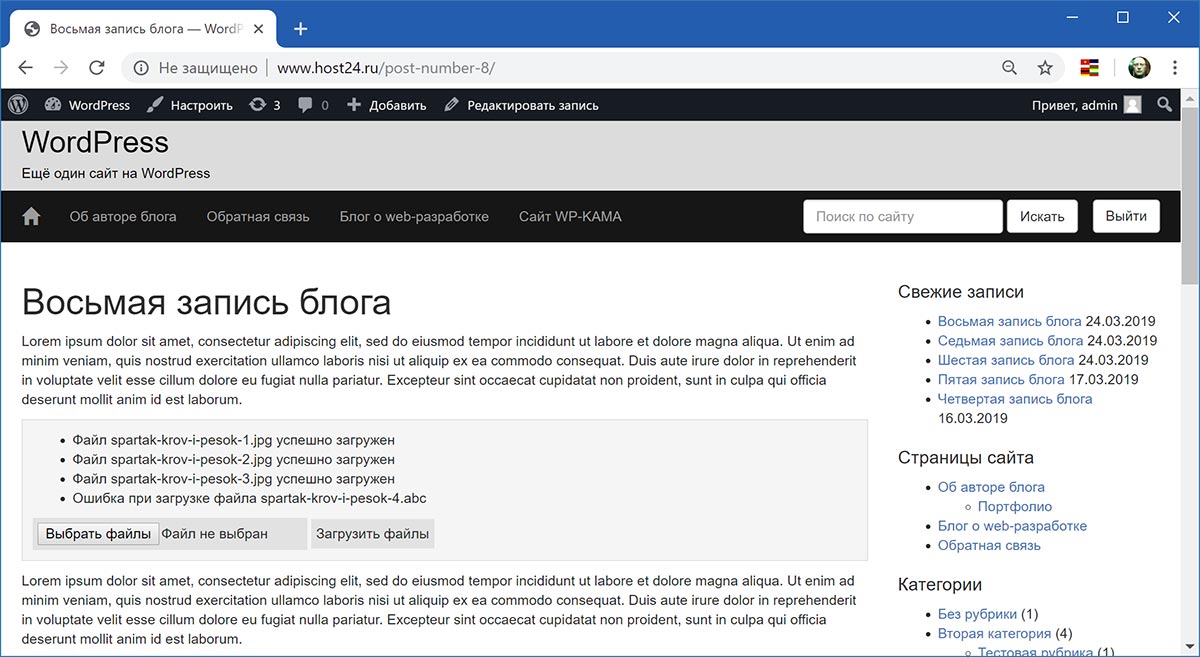 Восьмая запись блога — WordP
Не защищено
www.host24.ru/post-number-8/
WordPress Настроить 3 0 Добавить Редактировать запись Привет, admin
WordPress
Ещё один сайт на WordPress
Об авторе блога Обратная связь Блог о web-разработке Сайт WP-KAMA Поиск по сайту Искать Выйти
Восьмая запись блога
Lorem ipsum dolor sit amet, consectetur adipiscing elit, sed do eiusmod tempor incididunt ut labore et dolore magna aliqua. Ut enim ad
minim veniam, quis nostrud exercitation ullamco laboris nisi ut aliquip ex ea commodo consequat. Duis aute irure dolor in reprehenderit
in voluptate velit esse cillum dolore eu fugiat nulla pariatur. Excepteur sint occaecat cupidatat non proident, sunt in culpa qui officia
deserunt mollit anim id est laborum.
Файл spartak-krov-i-pesok-1.jpg успешно загружен
Файл spartak-krov-i-pesok-2.jpg успешно загружен
Файл spartak-krov-i-pesok-3.jpg успешно загружен
Ошибка при загрузке файла spartak-krov-i-pesok-4.abc
Выбрать файлы Файл не выбран Загрузить файлы
Lorem ipsum dolor sit amet, consectetur adipiscing elit, sed do eiusmod tempor incididunt ut labore et dolore magna aliqua. Ut enim ad
minim veniam, quis nostrud exercitation ullamco laboris nisi ut aliquip ex ea commodo consequat. Duis aute irure dolor in reprehenderit
in voluptate velit esse cillum dolore eu fugiat nulla pariatur. Excepteur sint occaecat cupidatat non proident, sunt in culpa qui officia
deserunt mollit anim id est laborum.
Свежие записи
Восьмая запись блога 24.03.2019
Седьмая запись блога 24.03.2019
Шестая запись блога 24.03.2019
Пятая запись блога 17.03.2019
Четвертая запись блога
16.03.2019
Страницы сайта
Об авторе блога
Портфолио
Блог о web-разработке
Обратная связь
Категории
Без рубрики (1)
Вторая категория (4)
Тестовая рубрика (1)